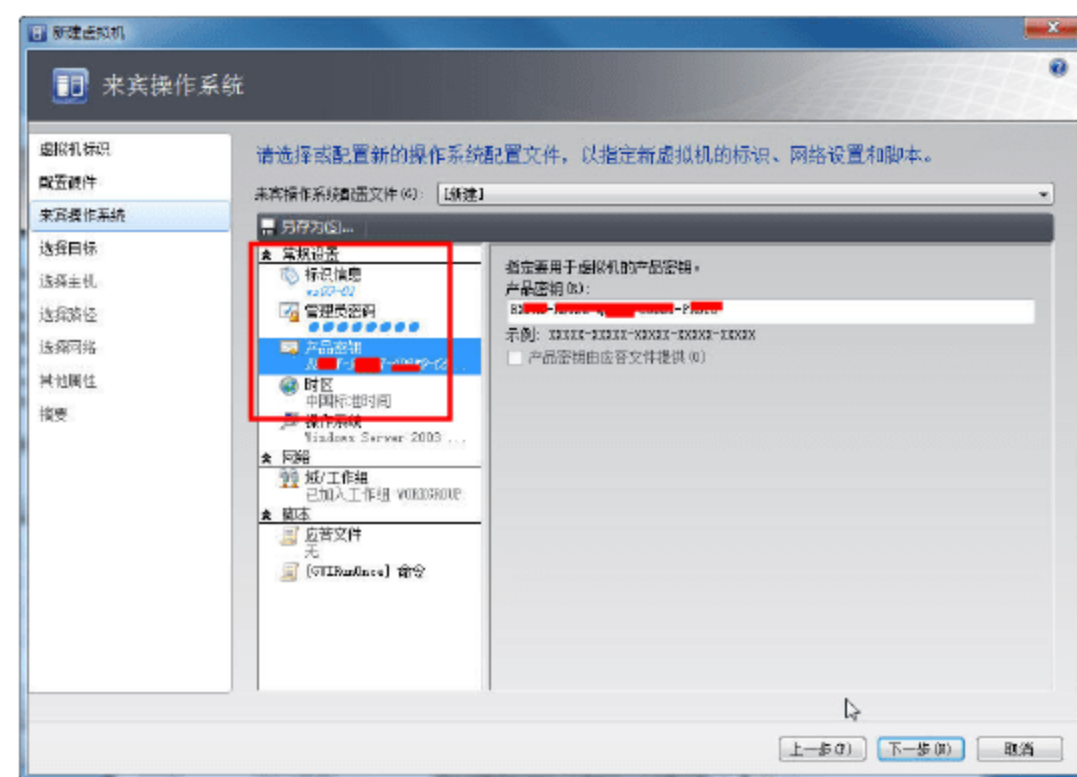 新建虚拟机
来宾操作系统
虚拟机标识
配置硬件
来宾操作系统
选择目标
选择主机
选择路径
选择网络
其他属性
摘要
请选择或配置新的操作系统配置文件，以指定新虚拟机的标识、网络设置和脚本。
来宾操作系统配置文件(G): [新建]
另存为(S)...
常规设置
标识信息
管理员密码
产品密钥
时区
中国标准时间
操作系统
Windows Server 2003 ...
网络
域/工作组
已加入工作组 WORKGROUP
脚本
应答文件
无
[GUIRunOnce] 命令
指定要用于虚拟机的产品密钥。
产品密钥(R):
示例: XXXXX-XXXXX-XXXXX-XXXXX-XXXXX
产品密钥由应答文件提供(O)
上一步(P) 下一步(N) 取消